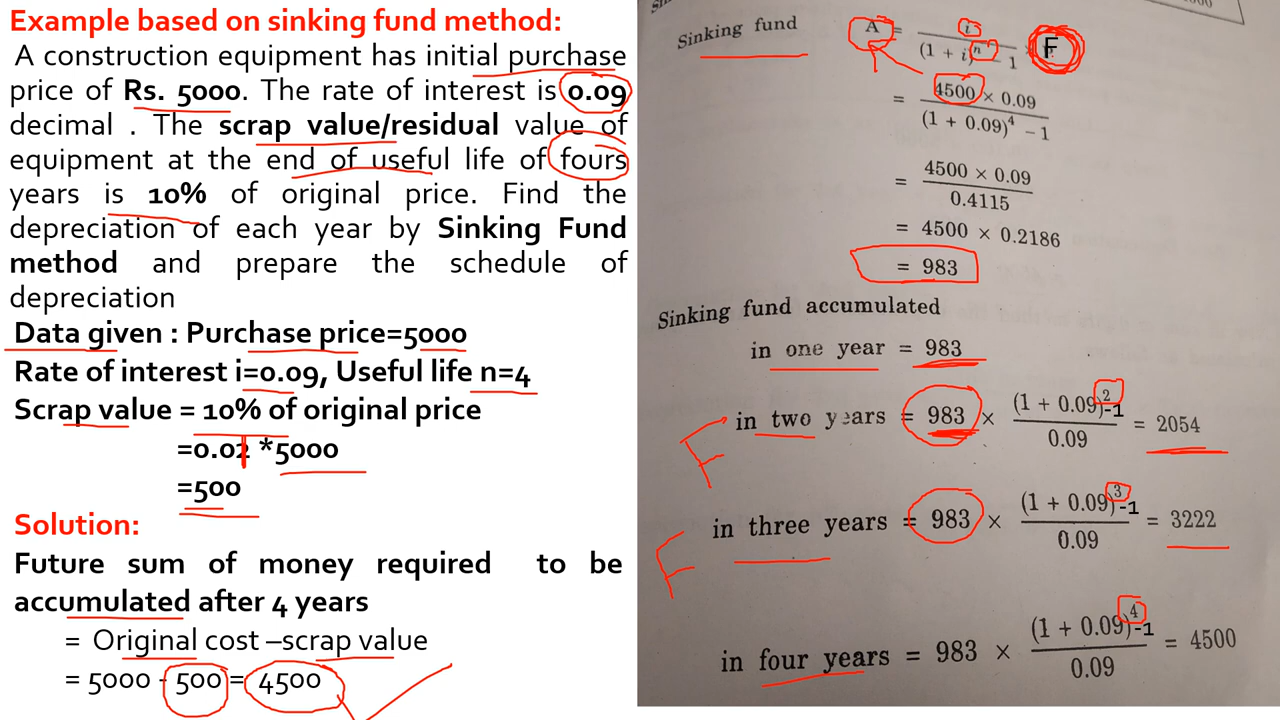 Example based on sinking fund method:
A construction equipment has initial purchase
price of Rs. 5000. The rate of interest is 0.09
decimal . The scrap value/residual value of
equipment at the end of useful life of fours
years is 10% of original price. Find the
depreciation of each year by Sinking Fund
method and prepare the schedule of
depreciation
Data given : Purchase price=5000
Rate of interest i=0.09, Useful life n=4
Scrap value = 10% of original price
=0.02 *5000
=500
Solution:
Future sum of money required to be
accumulated after 4 years
= Original cost –scrap value
= 5000 - 500 = 4500
Sinking fund A = i / (1 + i)ⁿ - 1 × F
= 4500 × 0.09 / (1 + 0.09)⁴ - 1
= 4500 × 0.09 / 0.4115
= 4500 × 0.2186
= 983
Sinking fund accumulated
in one year = 983
F in two years = 983 × (1 + 0.09)²-1 / 0.09 = 2054
F in three years = 983 × (1 + 0.09)³-1 / 0.09 = 3222
in four years = 983 × (1 + 0.09)⁴-1 / 0.09 = 4500